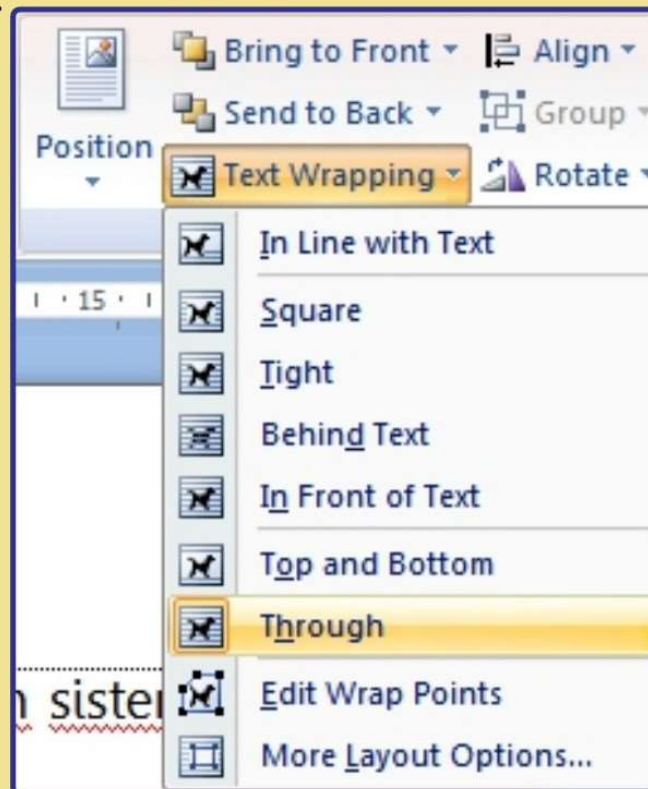 Bring to Front Align
Send to Back Group
Position
Text Wrapping Rotate
In Line with Text
15
Square
Tight
Behind Text
In Front of Text
Top and Bottom
Through
Edit Wrap Points
More Layout Options...